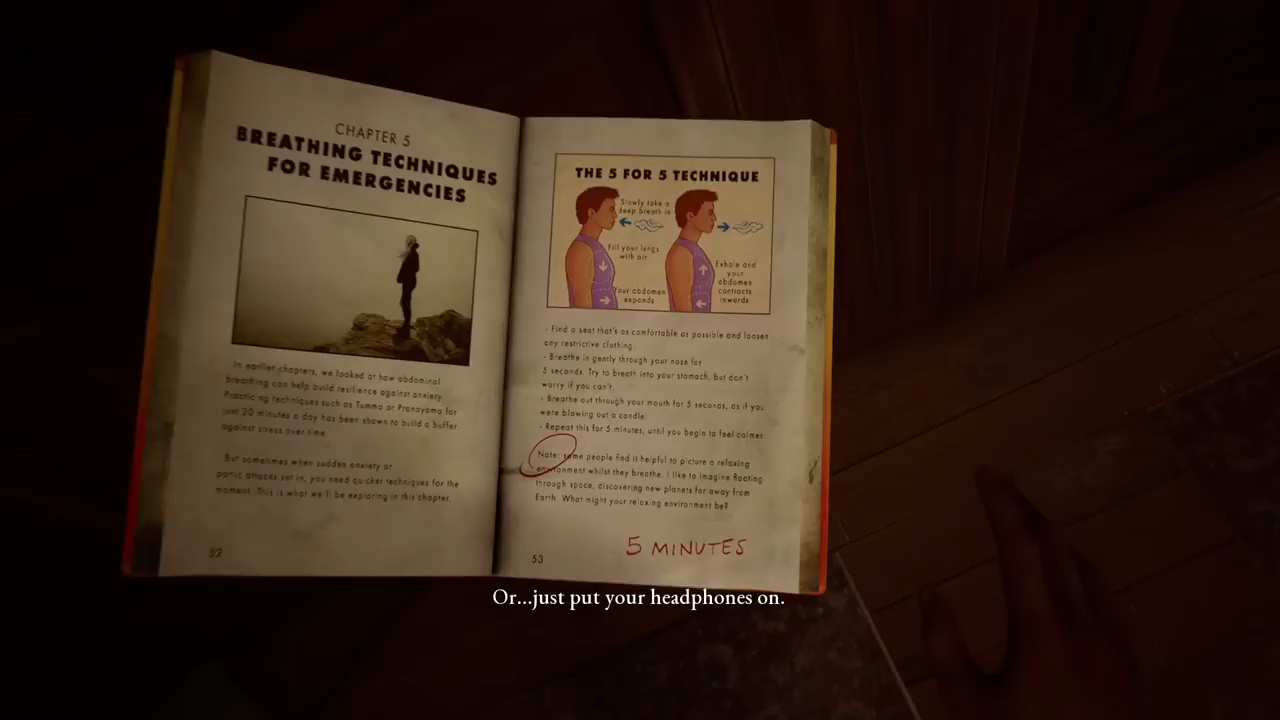 CHAPTER 5
BREATHING TECHNIQUES
FOR EMERGENCIES
In earlier chapters, we looked at how abdominal
breathing can help build resilience against anxiety.
Practicing techniques such as Tummo or Pranayama for
just 20 minutes a day has been shown to build a buffer
against stress over time.
But sometimes when sudden anxiety or
panic attacks set in, you need quicker techniques for the
moment. This is what we'll be exploring in this chapter.
52
THE 5 FOR 5 TECHNIQUE
Slowly take a
deep breath in
Fill your lungs
with air
Your abdomen
expands
Exhale and
your
abdomen
contracts
inwards
- Find a seat that's as comfortable as possible and loosen
any restrictive clothing.
- Breathe in gently through your nose for
5 seconds. Try to breath into your stomach, but don't
worry if you can't.
- Breathe out through your mouth for 5 seconds, as if you
were blowing out a candle.
- Repeat this for 5 minutes, until you begin to feel calmer.
Note: some people find it helpful to picture a relaxing
environment whilst they breathe. I like to imagine floating
through space, discovering new planets far away from
Earth. What might your relaxing environment be?
5 MINUTES
53
Or...just put your headphones on.